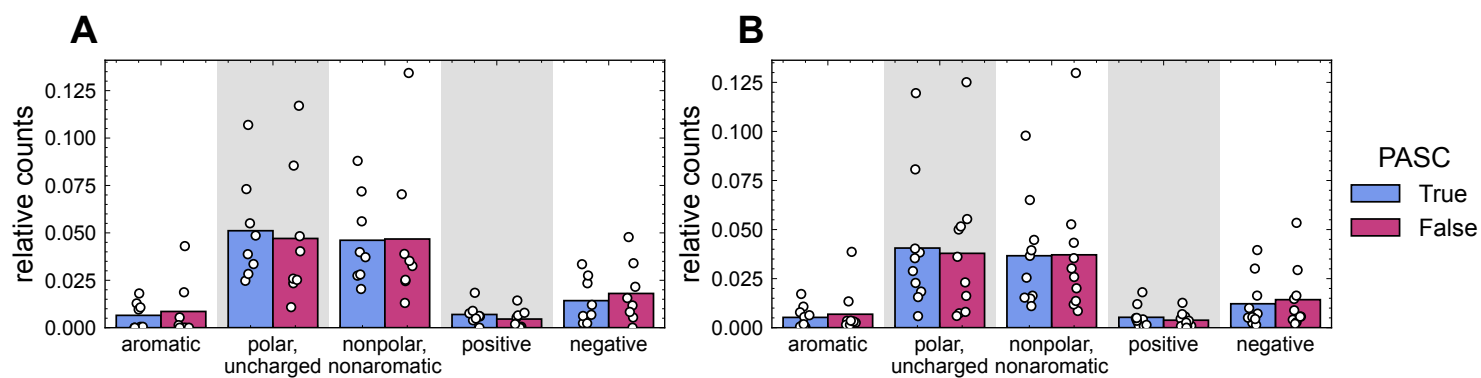 A
relative counts
0.125
0.100
0.075
0.050
0.025
0.000
aromatic
polar,
uncharged
nonpolar,
nonaromatic
positive
negative
B
relative counts
0.125
0.100
0.075
0.050
0.025
0.000
aromatic
polar,
uncharged
nonpolar,
nonaromatic
positive
negative
PASC
True
False